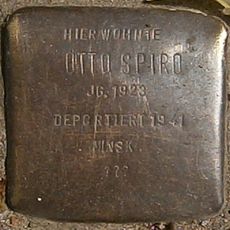 HIER WOHNTE
OTTO SPIRO
JG. 1923
DEPORTIERT 1941
MINSK
???